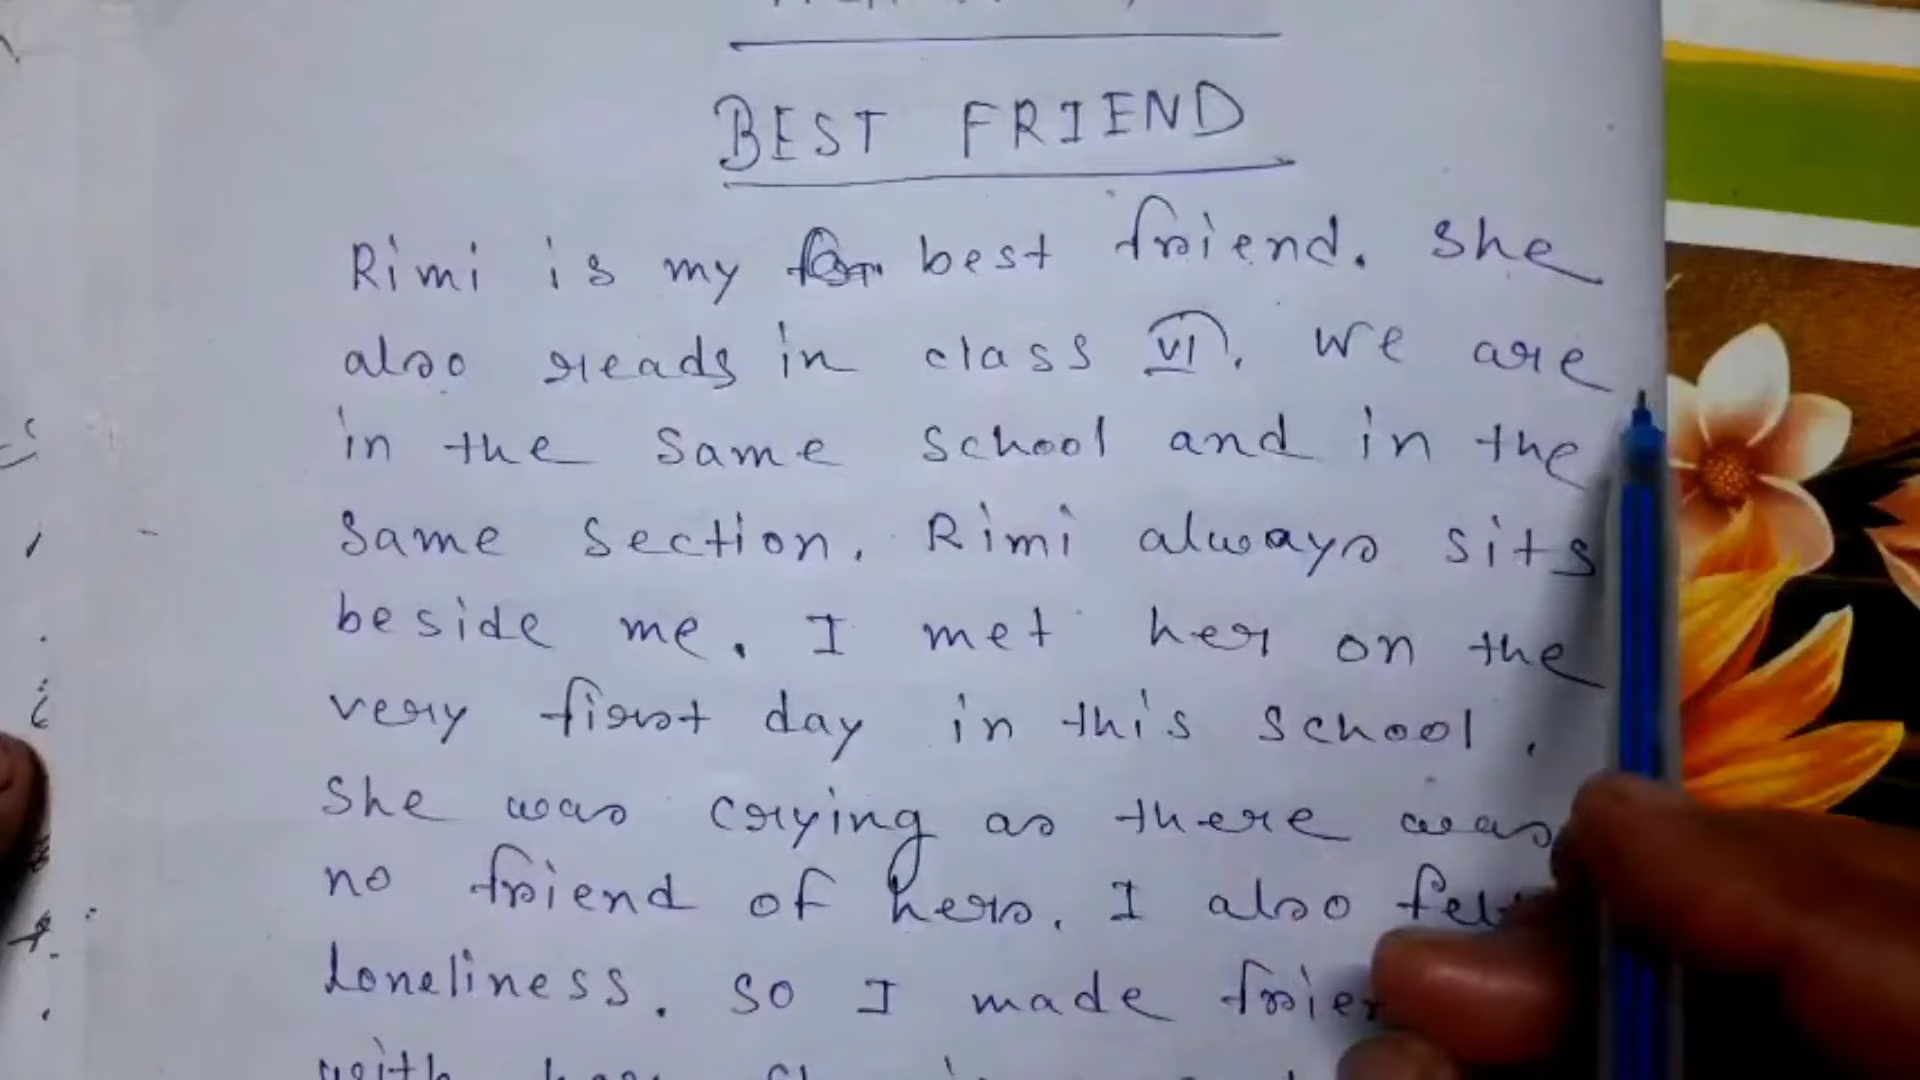 BEST FRIEND
Rimi is my best friend. She
also reads in class VI. We are
in the same school and in the
same section. Rimi always sits
beside me. I met her on the
very first day in this school.
She was crying as there was
no friend of hers. I also felt
loneliness. So I made
with her